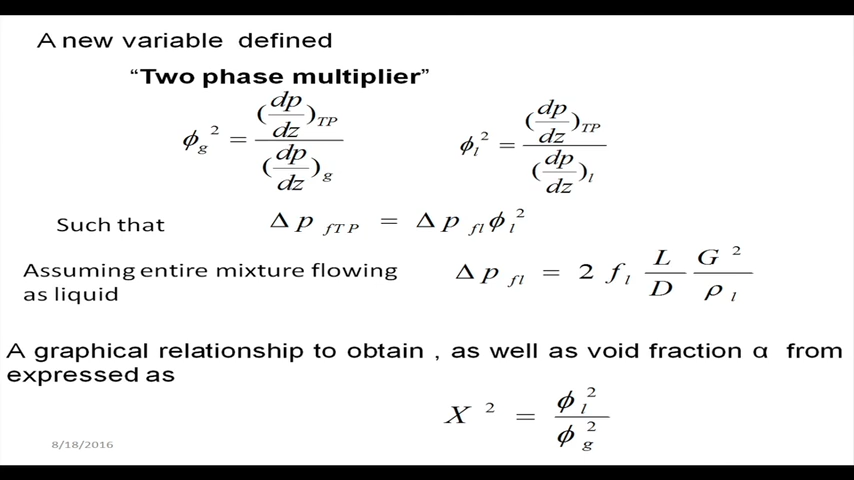 A new variable defined
“Two phase multiplier”
ϕ_g² = (dp/dz)_TP / (dp/dz)_g    ϕ_l² = (dp/dz)_TP / (dp/dz)_l
Such that Δ p_fTP = Δ p_fl ϕ_l²
Assuming entire mixture flowing
as liquid
Δ p_fl = 2 f_l L/D G²/ρ_l
A graphical relationship to obtain , as well as void fraction α from
expressed as
X² = ϕ_l² / ϕ_g²
8/18/2016